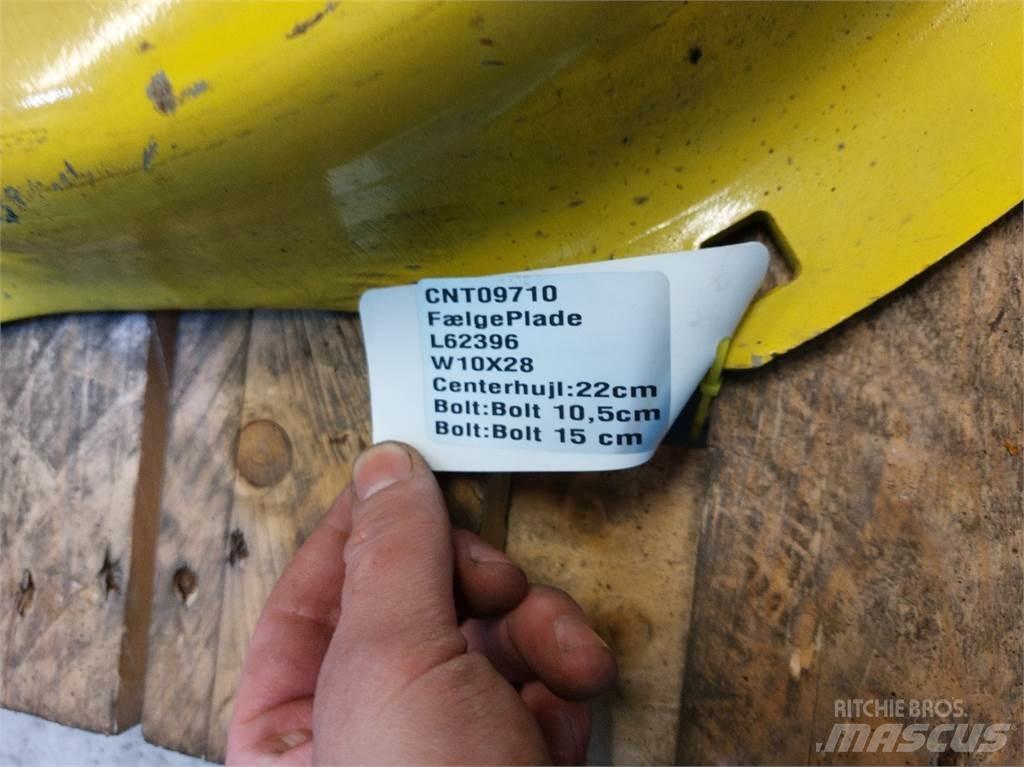 CNT09710
FælgePlade
L62396
W10X28
Centerhujl:22cm
Bolt:Bolt 10,5cm
Bolt:Bolt 15 cm
RITCHIE BROS.
MASCUS